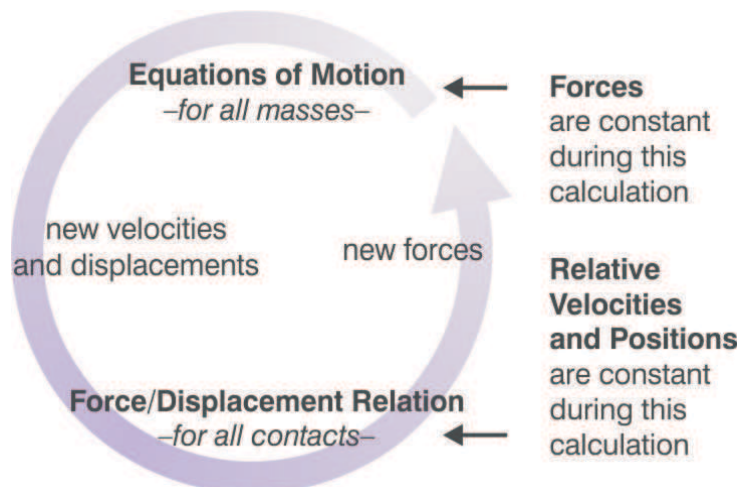 Equations of Motion
–for all masses–
Forces
are constant
during this
calculation
new velocities
and displacements
new forces
Relative
Velocities
and Positions
are constant
during this
calculation
Force/Displacement Relation
–for all contacts–